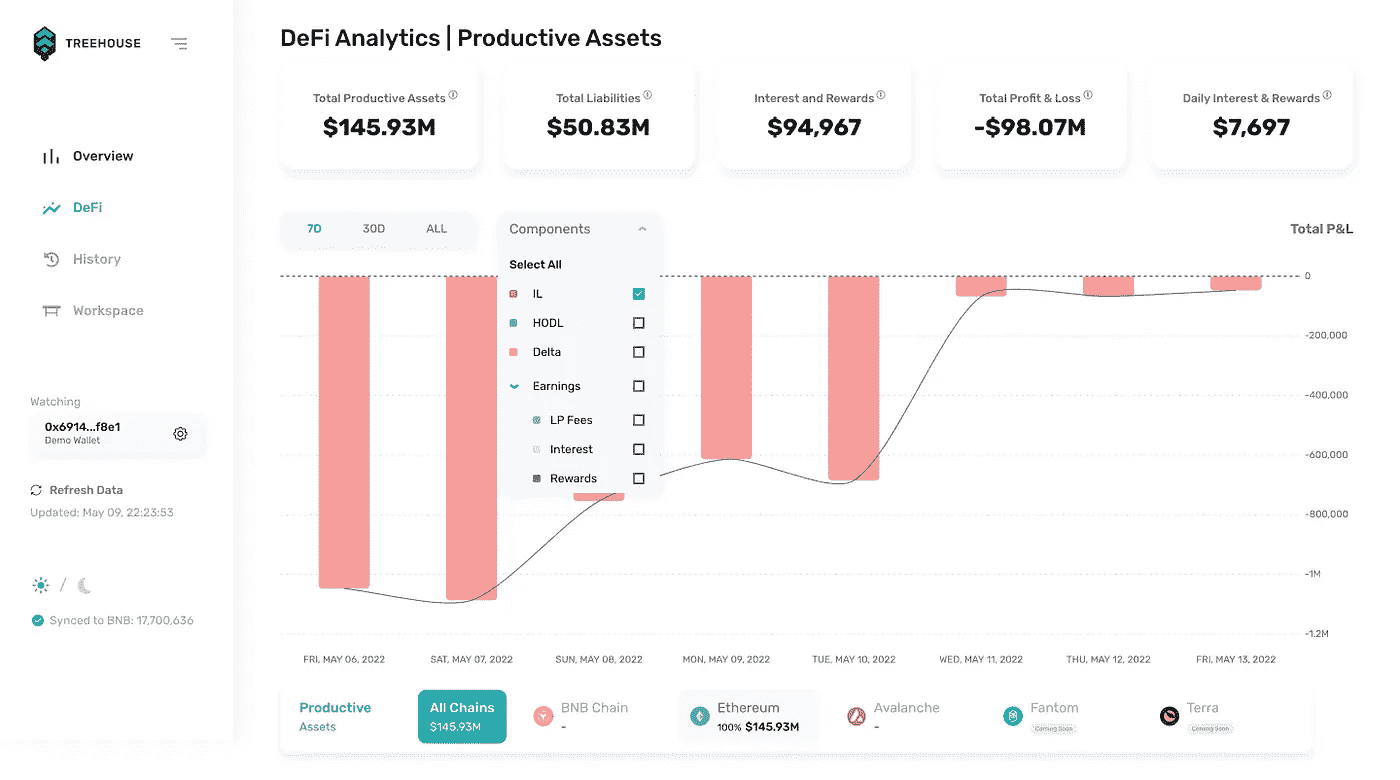 TREEHOUSE
Overview
DeFi
History
Workspace
Watching
0x6914...f8e1
Demo Wallet
Refresh Data
Updated: May 09, 22:23:53
/
Synced to BNB: 17,700,636
DeFi Analytics | Productive Assets
Total Productive Assets
$145.93M
Total Liabilities
$50.83M
Interest and Rewards
$94,967
Total Profit & Loss
-$98.07M
Daily Interest & Rewards
$7,697
7D 30D ALL
Components
Select All
IL
HODL
Delta
Earnings
LP Fees
Interest
Rewards
Total P&L
0
-200,000
-400,000
-600,000
-800,000
-1M
-1.2M
FRI, MAY 06, 2022 SAT, MAY 07, 2022 SUN, MAY 08, 2022 MON, MAY 09, 2022 TUE, MAY 10, 2022 WED, MAY 11, 2022 THU, MAY 12, 2022 FRI, MAY 13, 2022
Productive
Assets
All Chains
$145.93M
BNB Chain
-
Ethereum
100% $145.93M
Avalanche
-
Fantom
Coming Soon
Terra
Coming Soon